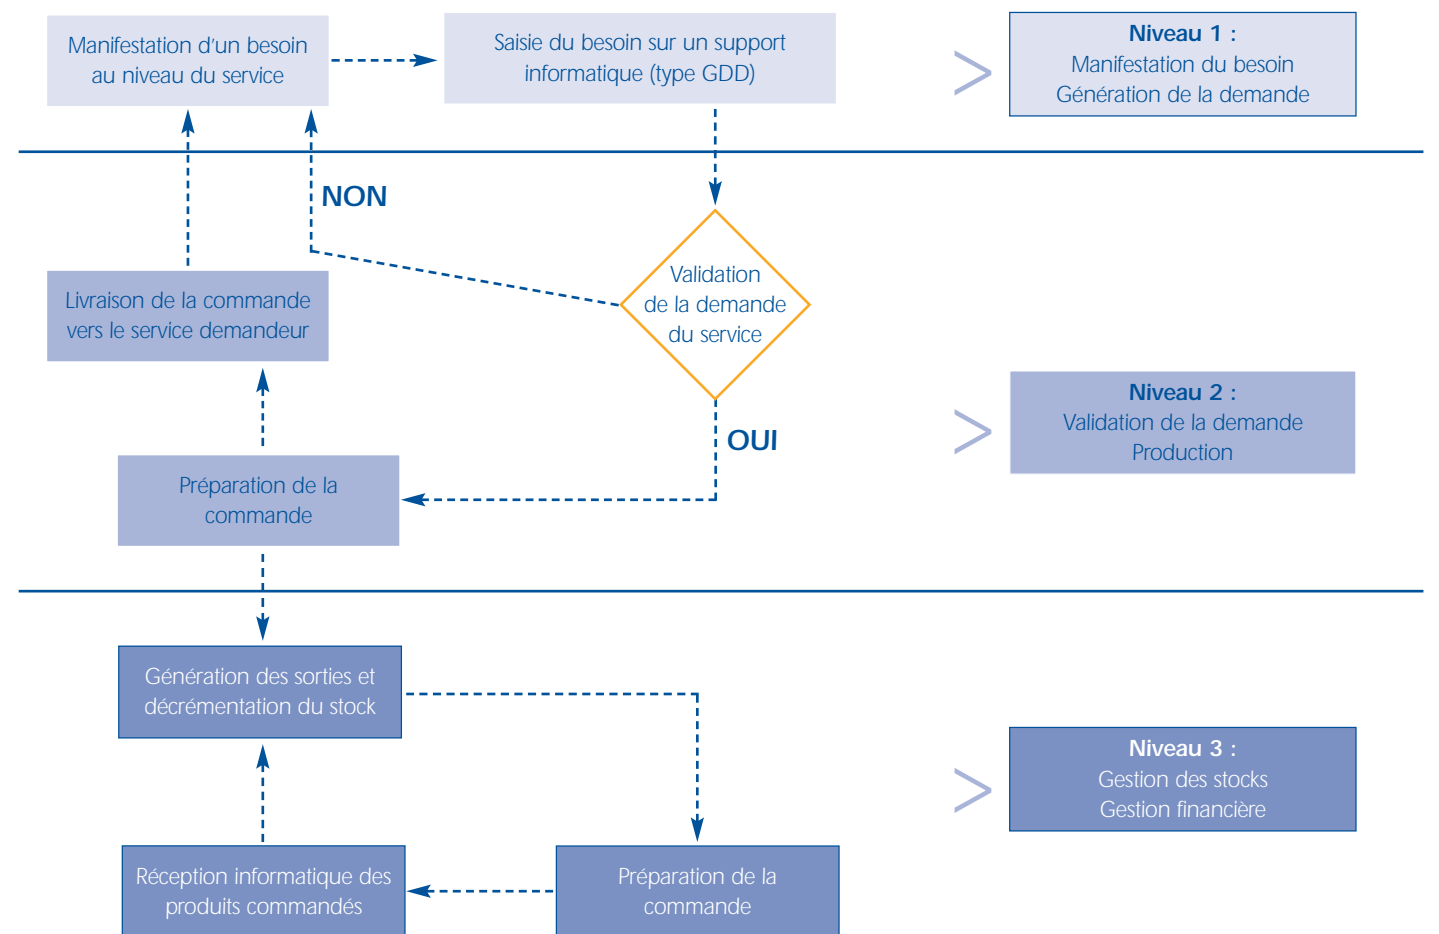 Manifestation d'un besoin
au niveau du service
Saisie du besoin sur un support
informatique (type GDD)
Niveau 1 :
Manifestation du besoin
Génération de la demande
NON
Validation
de la demande
du service
Livraison de la commande
vers le service demandeur
OUI
Niveau 2 :
Validation de la demande
Production
Préparation de la
commande
Génération des sorties et
décrémentation du stock
Niveau 3 :
Gestion des stocks
Gestion financière
Réception informatique des
produits commandés
Préparation de la
commande